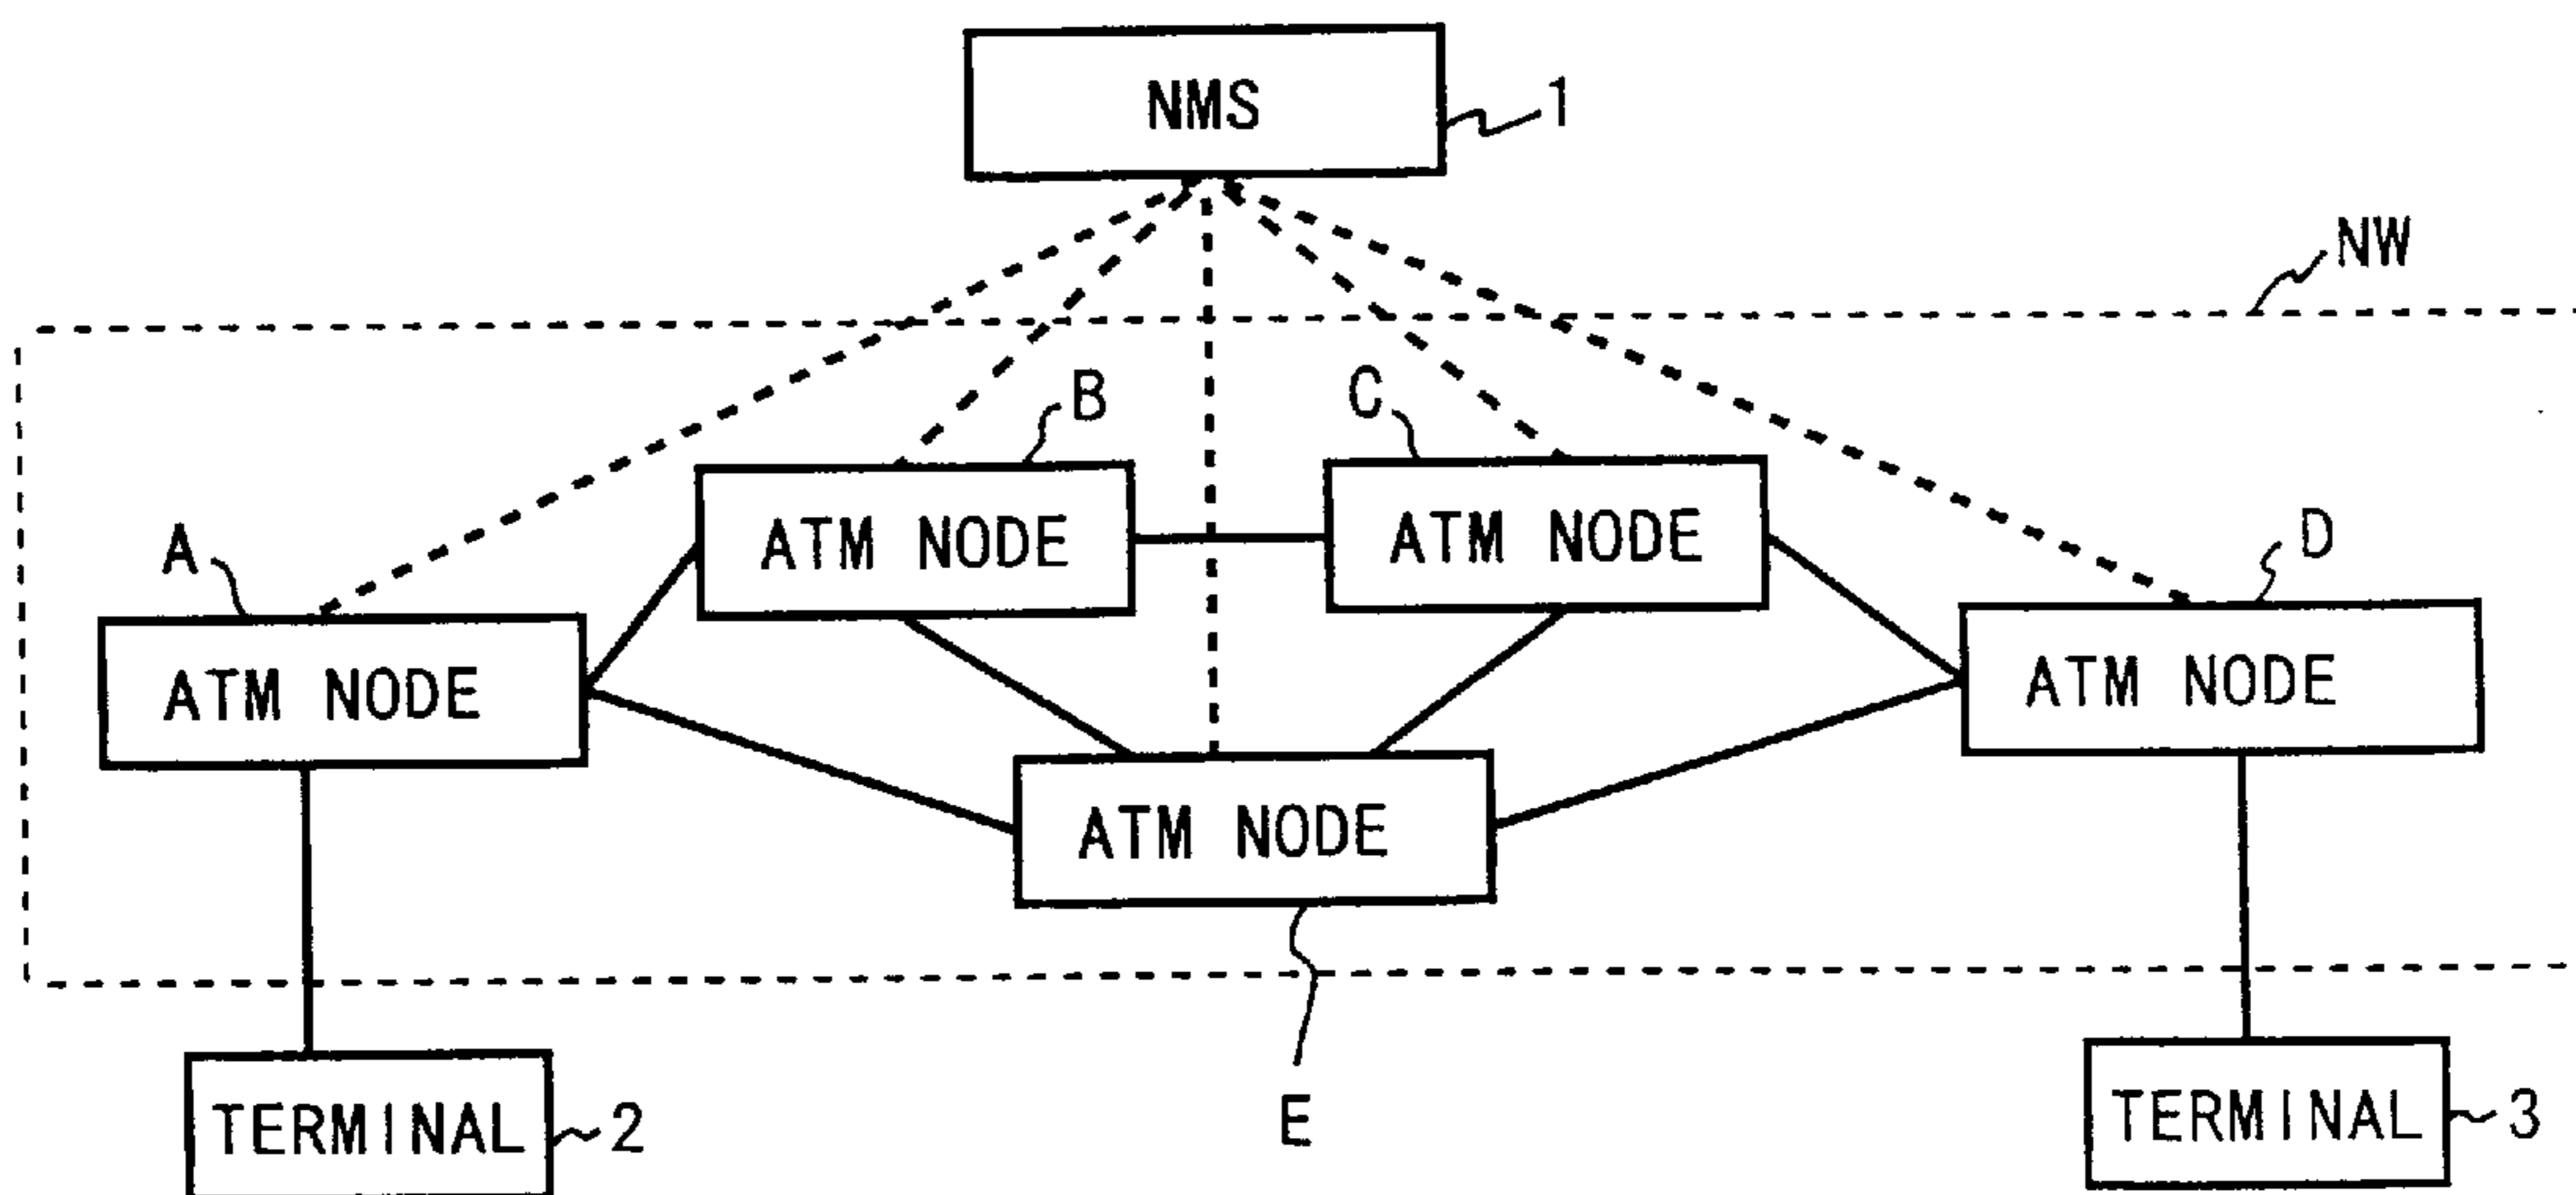 NMS
1
NW
B
C
A
D
ATM NODE
ATM NODE
ATM NODE
ATM NODE
ATM NODE
E
TERMINAL
2
TERMINAL
3